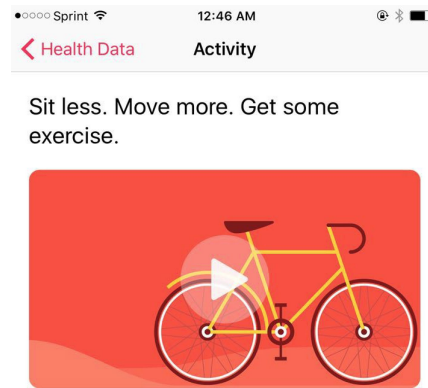 Sprint 12:46 AM
Health Data Activity
Sit less. Move more. Get some
exercise.